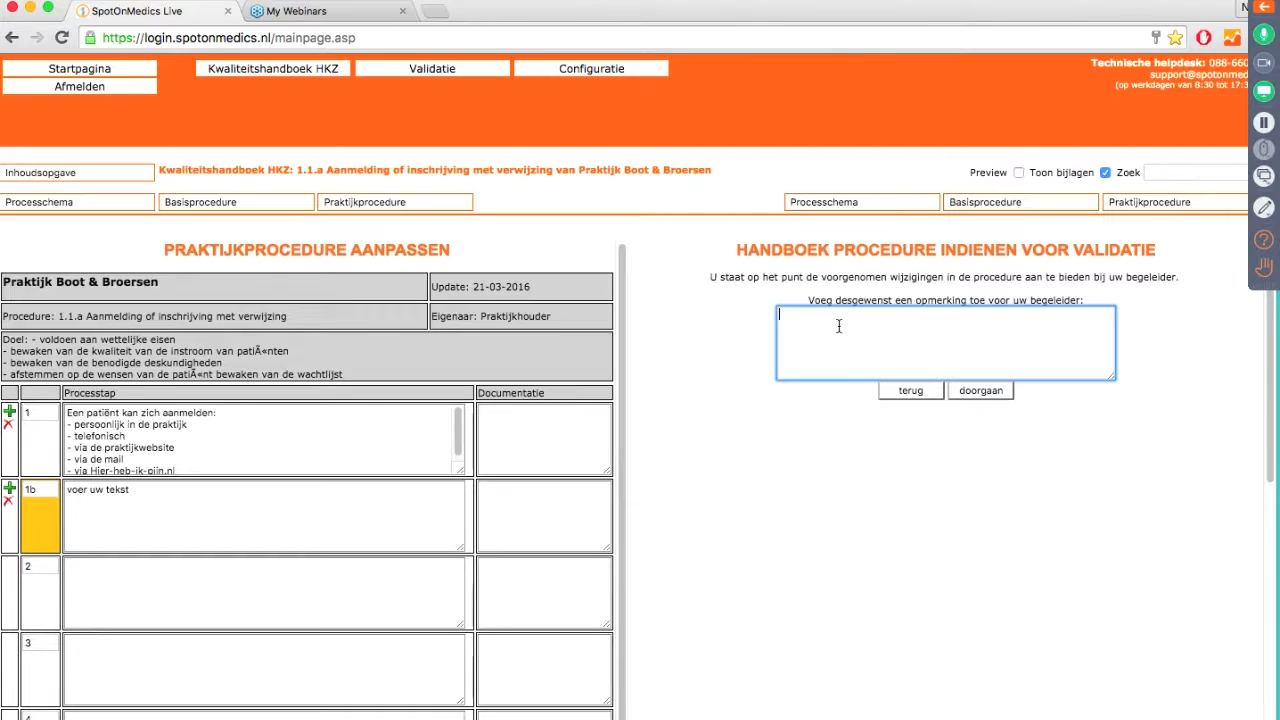 SpotOnMedics Live
My Webinars
N
https://login.spotonmedics.nl/mainpage.asp
Startpagina
Kwaliteitshandboek HKZ
Validatie
Configuratie
Afmelden
Technische helpdesk: 088-660
support@spotonmed
(op werkdagen van 8:30 tot 17:3
Inhoudsopgave
Kwaliteitshandboek HKZ: 1.1.a Aanmelding of inschrijving met verwijzing van Praktijk Boot & Broersen
Preview
Toon bijlagen
Zoek
Processchema
Basisprocedure
Praktijkprocedure
Processchema
Basisprocedure
Praktijkprocedure
PRAKTIJKPROCEDURE AANPASSEN
Praktijk Boot & Broersen
Update: 21-03-2016
Procedure: 1.1.a Aanmelding of inschrijving met verwijzing
Eigenaar: Praktijkhouder
Doel: - voldoen aan wettelijke eisen
- bewaken van de kwaliteit van de instroom van patiÃ«nten
- bewaken van de benodigde deskundigheden
- afstemmen op de wensen van de patiÃ«nt bewaken van de wachtlijst
Processtap
Documentatie
1
Een patiënt kan zich aanmelden:
- persoonlijk in de praktijk
- telefonisch
- via de praktijkwebsite
- via de mail
- via Hier-heb-ik-pijn.nl
1b
voer uw tekst
2
3
4
HANDBOEK PROCEDURE INDIENEN VOOR VALIDATIE
U staat op het punt de voorgenomen wijzigingen in de procedure aan te bieden bij uw begeleider.
Voeg desgewenst een opmerking toe voor uw begeleider:
terug
doorgaan